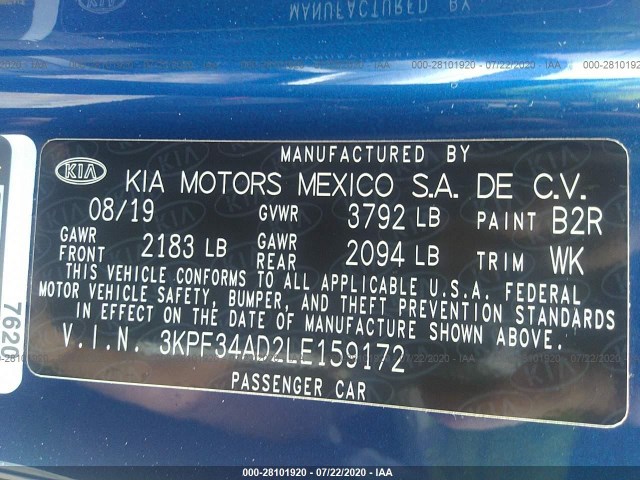 MANUFACTURED BY
000-28101920 - 07/22/2020 - IAA
7620
MANUFACTURED BY
KIA KIA MOTORS MEXICO S.A. DE C.V.
08/19 GVWR 3792 LB PAINT B2R
GAWR FRONT 2183 LB GAWR REAR 2094 LB TRIM WK
THIS VEHICLE CONFORMS TO ALL APPLICABLE U.S.A. FEDERAL
MOTOR VEHICLE SAFETY, BUMPER, AND THEFT PREVENTION STANDARDS
IN EFFECT ON THE DATE OF MANUFACTURE SHOWN ABOVE.
V.I.N. 3KPF34AD2LE159172
PASSENGER CAR
000-28101920 - 07/22/2020 - IAA